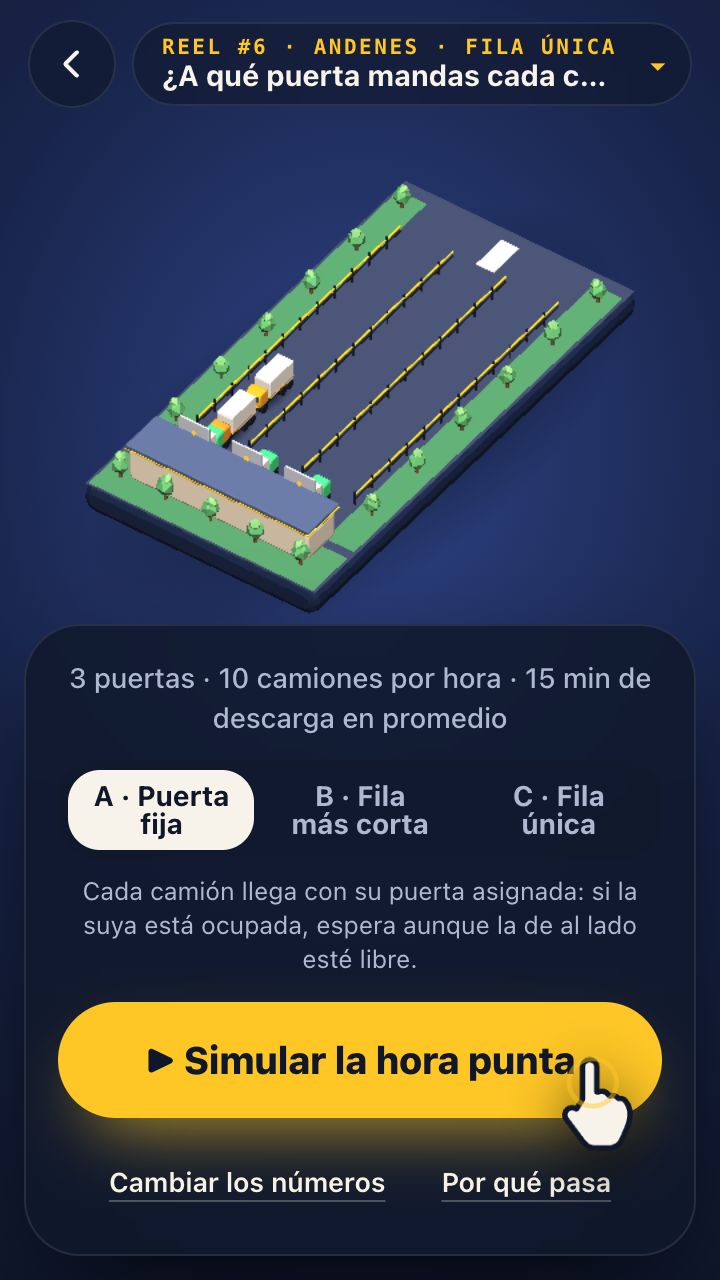 REEL #6 · ANDENES · FILA ÚNICA
¿A qué puerta mandas cada c...
3 puertas · 10 camiones por hora · 15 min de
descarga en promedio
A · Puerta
fija
B · Fila
más corta
C · Fila
única
Cada camión llega con su puerta asignada: si la
suya está ocupada, espera aunque la de al lado
esté libre.
Simular la hora punta
Cambiar los números
Por qué pasa